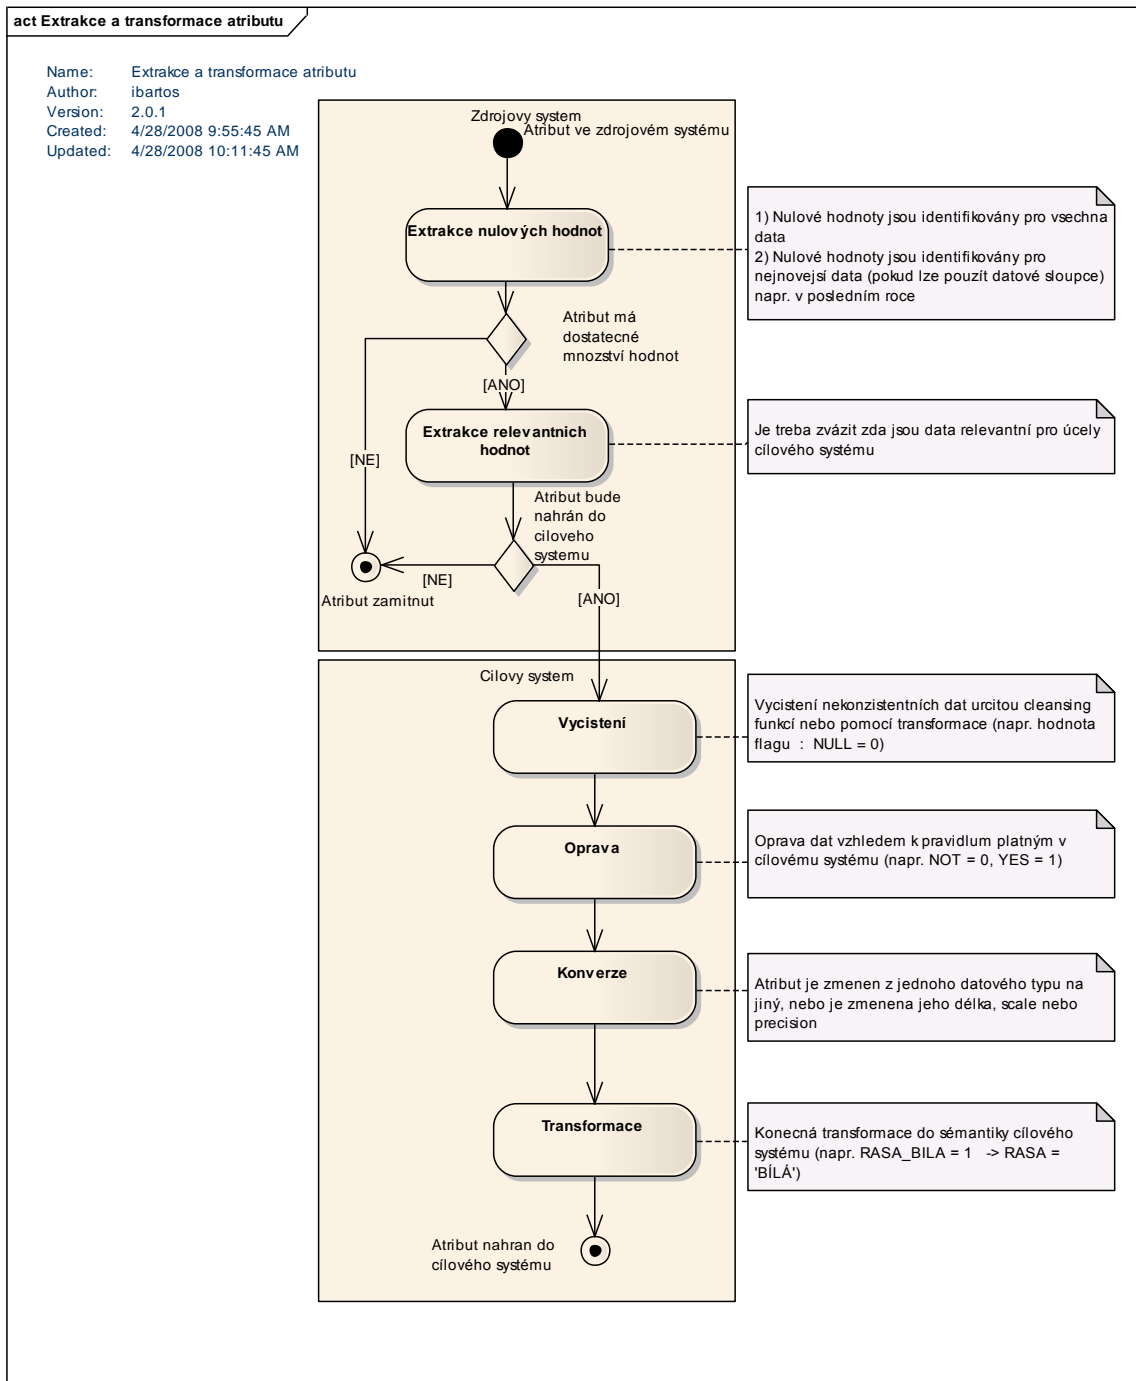 act Extrakce a transformace atributu
Name: Extrakce a transformace atributu
Author: ibartos
Version: 2.0.1
Created: 4/28/2008 9:55:45 AM
Updated: 4/28/2008 10:11:45 AM
Zdrojovy system
Atribut ve zdrojovém systému
Extrakce nulových hodnot
1) Nulové hodnoty jsou identifikovány pro vsechna
data
2) Nulové hodnoty jsou identifikovány pro
nejnovejsí data (pokud lze pouzít datové sloupce)
napr. v posledním roce
Atribut má
dostatecné
mnozství hodnot
[ANO]
Extrakce relevantních
hodnot
Je treba zvázit zda jsou data relevantní pro úcely
cílového systému
[NE]
Atribut bude
nahrán do
ciloveho
systemu
[NE]
[ANO]
Atribut zamitnut
Cilovy system
Vycistení
Vycistení nekonzistentních dat urcitou cleansing
funkcí nebo pomocí transformace (napr. hodnota
flagu : NULL = 0)
Oprava
Oprava dat vzhledem k pravidlum platným v
cílovému systému (napr. NOT = 0, YES = 1)
Konverze
Atribut je zmenen z jednoho datového typu na
jiný, nebo je zmenena jeho délka, scale nebo
precision
Transformace
Konecná transformace do sémantiky cílového
systému (napr. RASA_BILA = 1 -> RASA =
'BÍLÁ')
Atribut nahran do
cílového systému